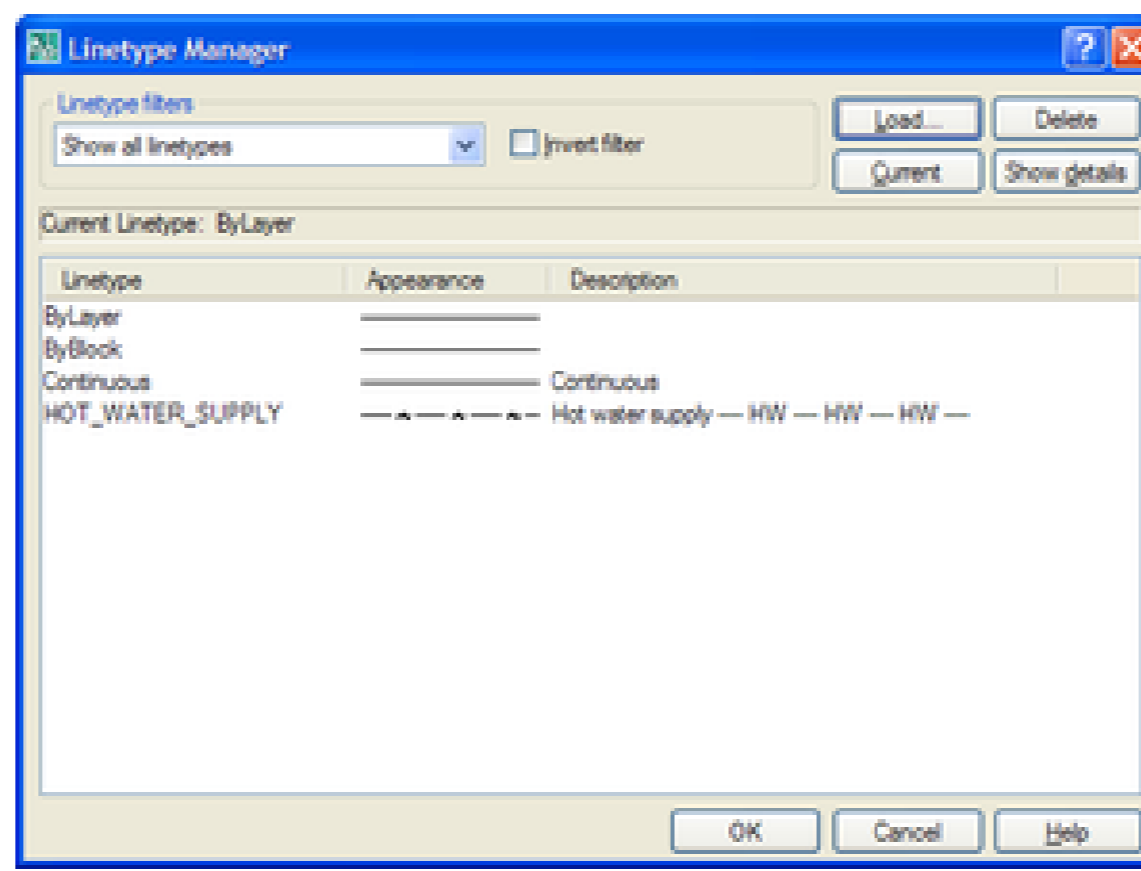 Linetype Manager
Linetype filters
Show all linetypes
Invert filter
Load...
Delete
Current
Show details
Current Linetype: ByLayer
Linetype Appearance Description
ByLayer
ByBlock
Continuous Continuous
HOT_WATER_SUPPLY Hot water supply --- HW --- HW --- HW ---
OK Cancel Help